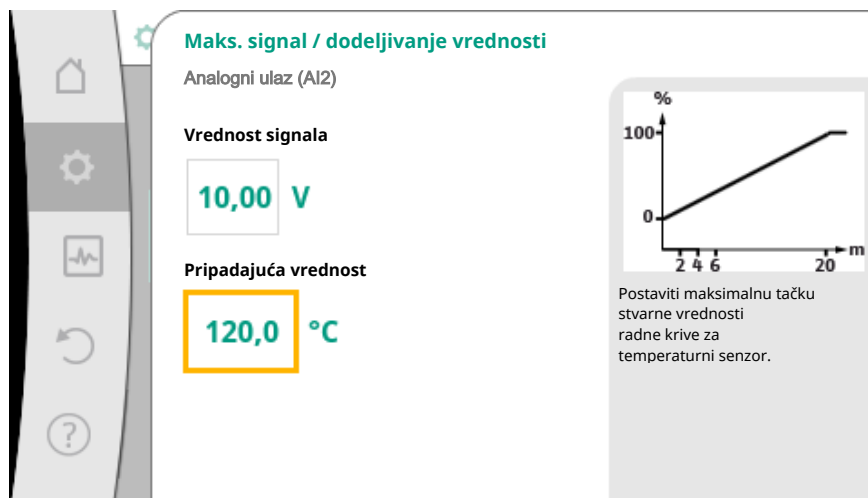 Maks. signal / dodeljivanje vrednosti
Analogni ulaz (AI2)
Vrednost signala
10,00 V
Pripadajuća vrednost
120,0 °C
%
100
0
2 4 6 20 m
Postaviti maksimalnu tačku
stvarne vrednosti
radne krive za
temperaturni senzor.
?